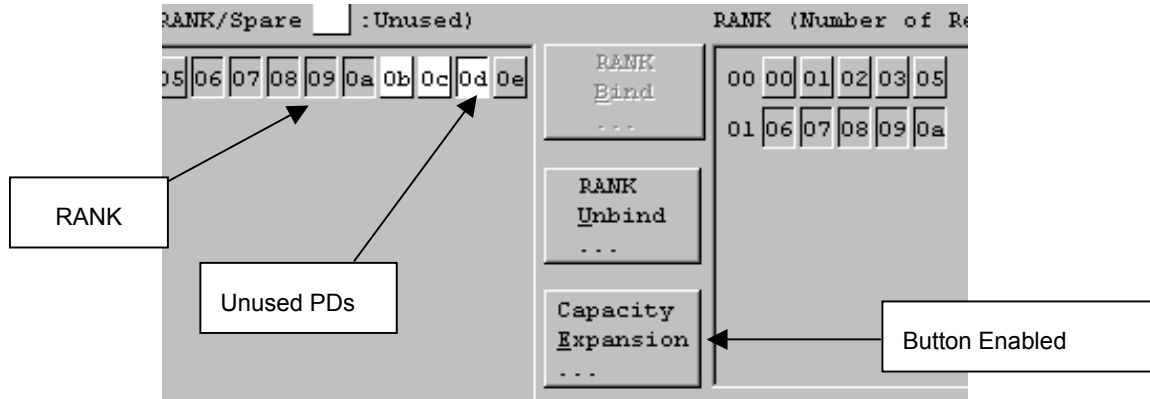 RANK/Spare :Unused)
RANK (Number of Re
05 06 07 08 09 0a 0b 0c 0d 0e
RANK
Bind
...
00 00 01 02 03 05
01 06 07 08 09 0a
RANK
Unbind
...
Capacity
Expansion
...
RANK
Unused PDs
Button Enabled